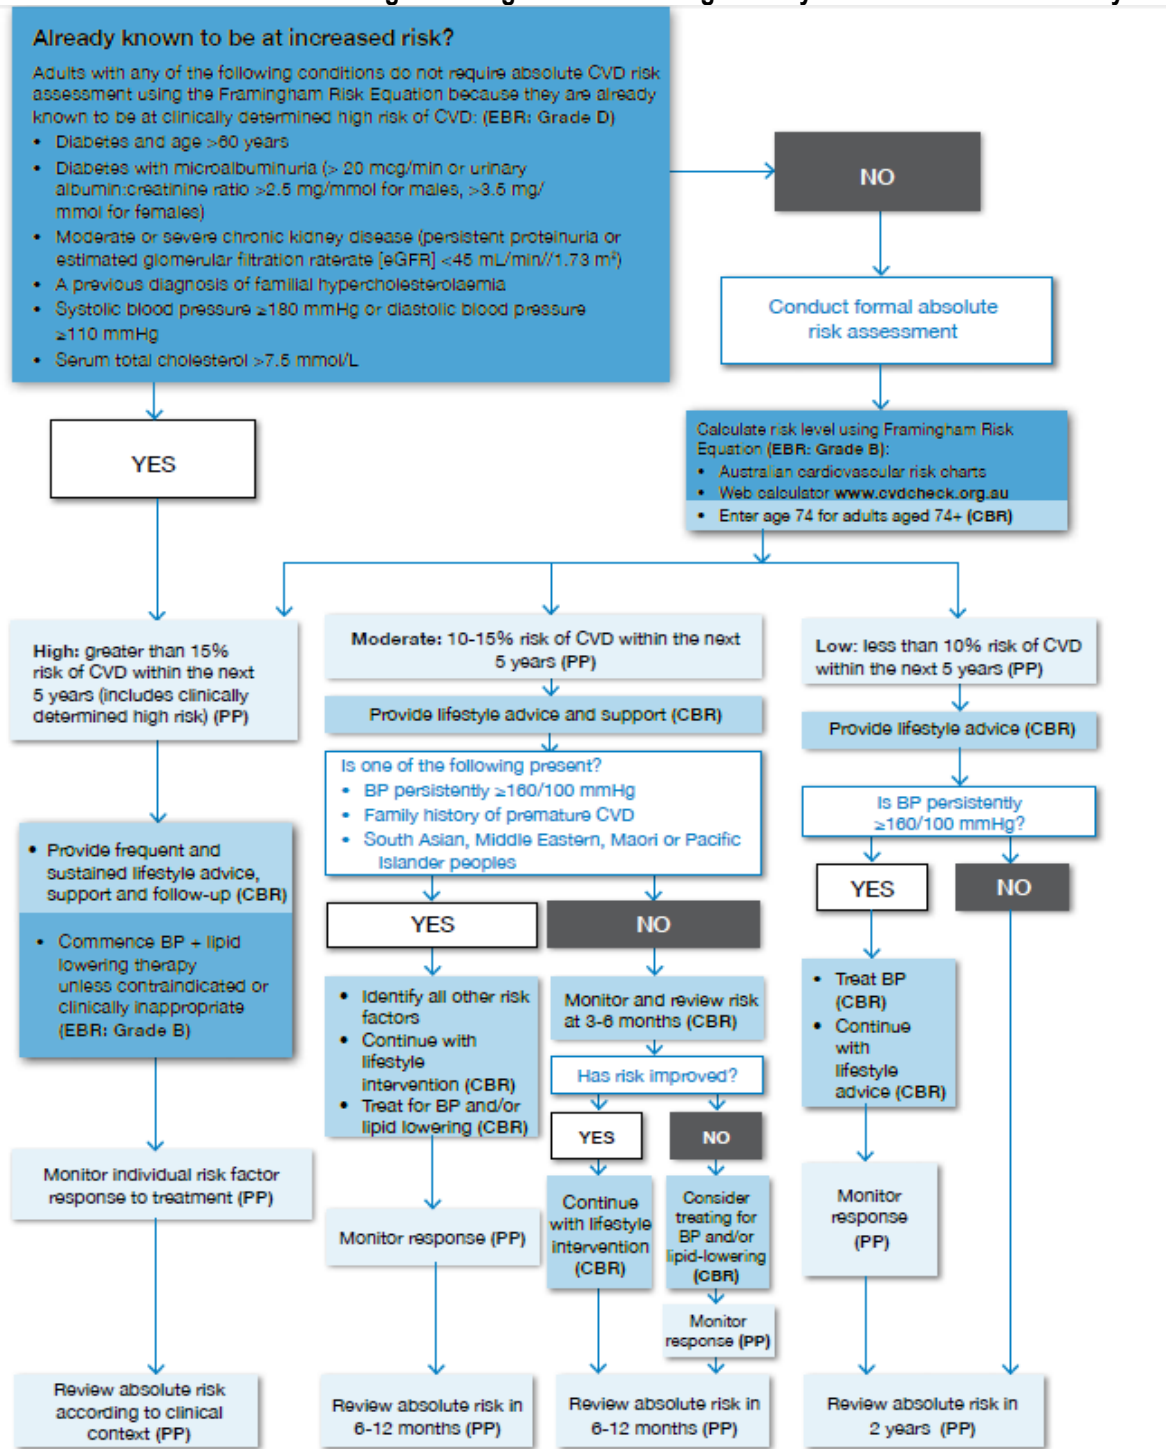 Already known to be at increased risk?
Adults with any of the following conditions do not require absolute CVD risk
assessment using the Framingham Risk Equation because they are already
known to be at clinically determined high risk of CVD: (EBR: Grade D)
• Diabetes and age >60 years
• Diabetes with microalbuminuria (> 20 mcg/min or urinary
albumin:creatinine ratio >2.5 mg/mmol for males, >3.5 mg/
mmol for females)
• Moderate or severe chronic kidney disease (persistent proteinuria or
estimated glomerular filtration raterate [eGFR] <45 mL/min//1.73 m²)
• A previous diagnosis of familial hypercholesterolaemia
• Systolic blood pressure ≥180 mmHg or diastolic blood pressure
≥110 mmHg
• Serum total cholesterol >7.5 mmol/L
NO
Conduct formal absolute
risk assessment
YES
Calculate risk level using Framingham Risk
Equation (EBR: Grade B):
• Australian cardiovascular risk charts
• Web calculator www.cvdcheck.org.au
• Enter age 74 for adults aged 74+ (CBR)
High: greater than 15%
risk of CVD within the next
5 years (includes clinically
determined high risk) (PP)
• Provide frequent and
sustained lifestyle advice,
support and follow-up (CBR)
• Commence BP + lipid
lowering therapy
unless contraindicated or
clinically inappropriate
(EBR: Grade B)
Monitor individual risk factor
response to treatment (PP)
Review absolute risk
according to clinical
context (PP)
Moderate: 10-15% risk of CVD within the next
5 years (PP)
Provide lifestyle advice and support (CBR)
Is one of the following present?
• BP persistently ≥160/100 mmHg
• Family history of premature CVD
• South Asian, Middle Eastern, Maori or Pacific
Islander peoples
YES
• Identify all other risk
factors
• Continue with
lifestyle
intervention (CBR)
• Treat for BP and/or
lipid lowering (CBR)
Monitor response (PP)
Review absolute risk in
6-12 months (PP)
NO
Monitor and review risk
at 3-6 months (CBR)
Has risk improved?
YES
Continue
with lifestyle
intervention
(CBR)
NO
Consider
treating for
BP and/or
lipid-lowering
(CBR)
Monitor
response (PP)
Review absolute risk in
6-12 months (PP)
Low: less than 10% risk of CVD
within the next 5 years (PP)
Provide lifestyle advice (CBR)
Is BP persistently
≥160/100 mmHg?
YES
• Treat BP
(CBR)
• Continue
with
lifestyle
advice (CBR)
Monitor
response
(PP)
NO
Review absolute risk in
2 years (PP)